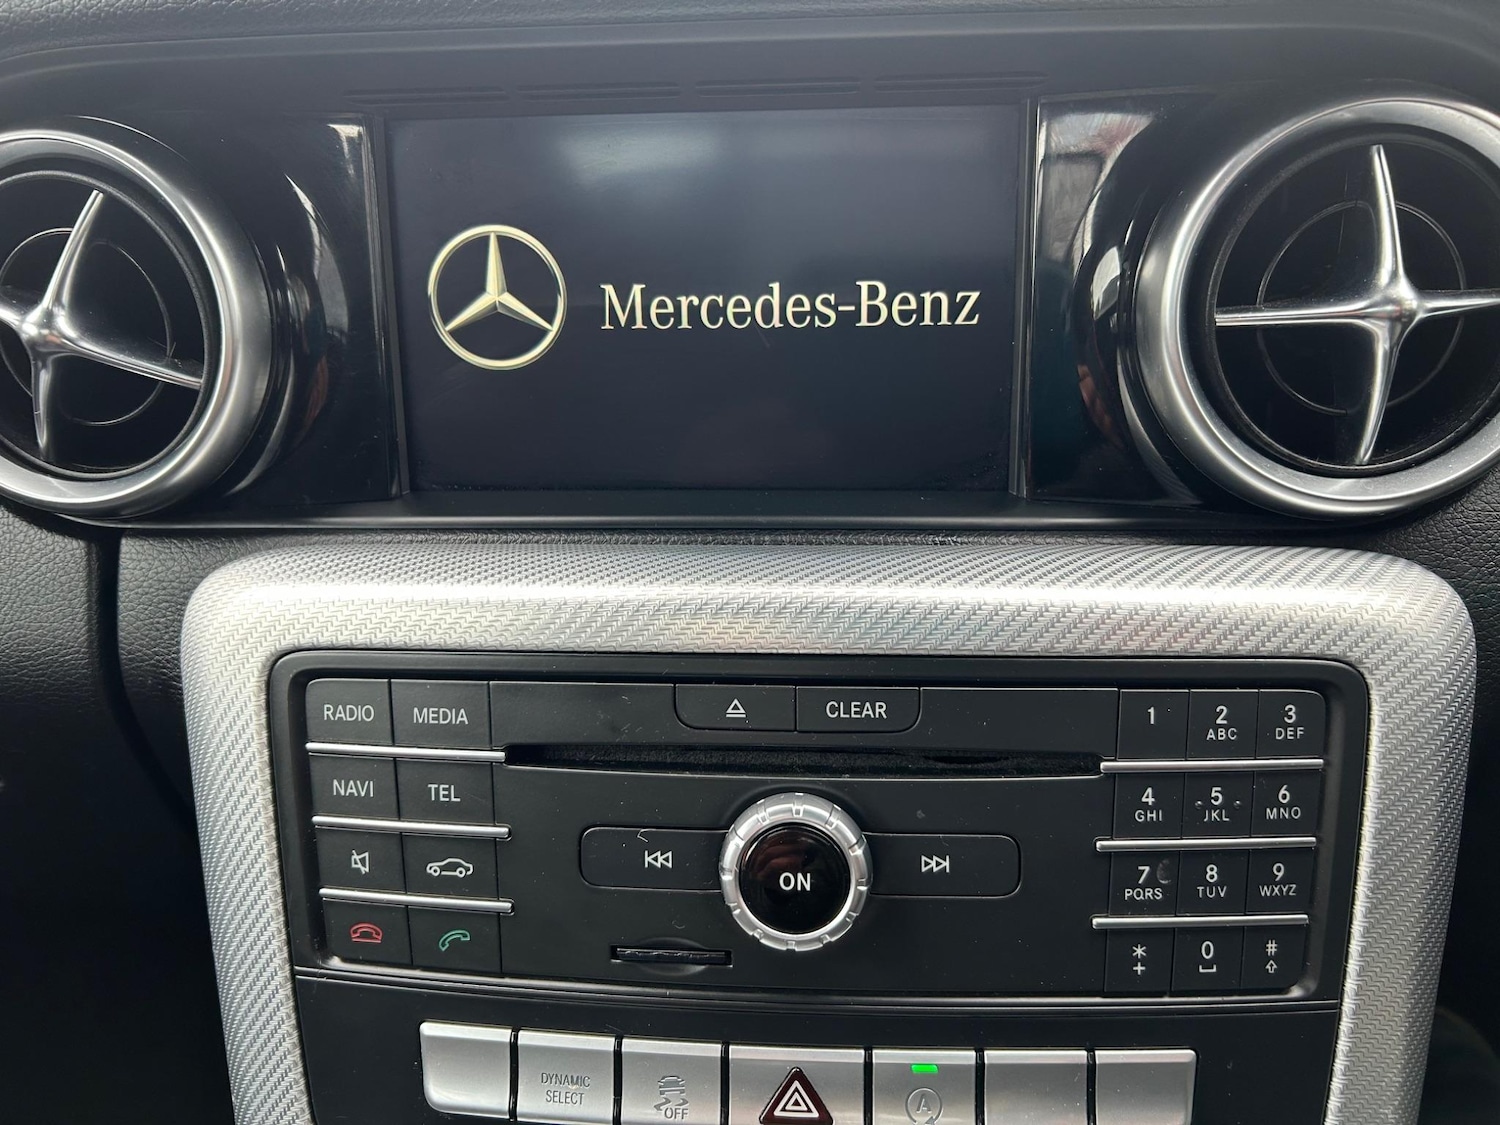 Mercedes-Benz
RADIO
MEDIA
CLEAR
1
2
ABC
3
DEF
NAVI
TEL
4
GHI
5
JKL
6
MNO
ON
7
PQRS
8
TUV
9
WXYZ
*
+
0
#
DYNAMIC
SELECT
OFF
A